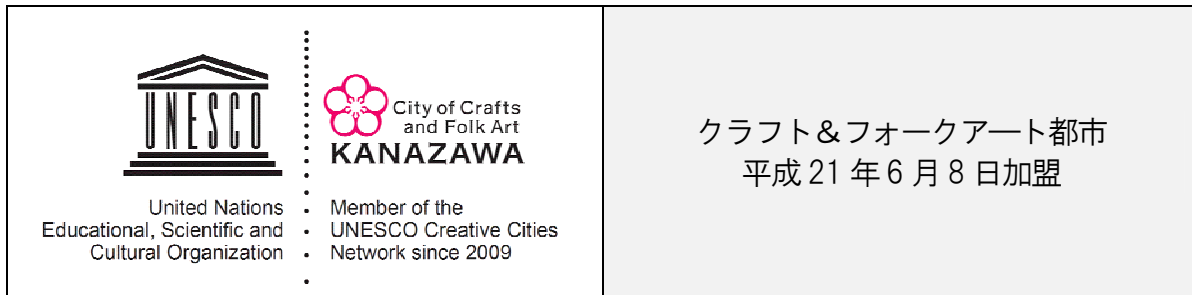 UNESCO
United Nations
Educational, Scientific and
Cultural Organization
City of Crafts
and Folk Art
KANAZAWA
Member of the
UNESCO Creative Cities
Network since 2009
クラフト＆フォークアート都市
平成 21 年 6 月 8 日加盟